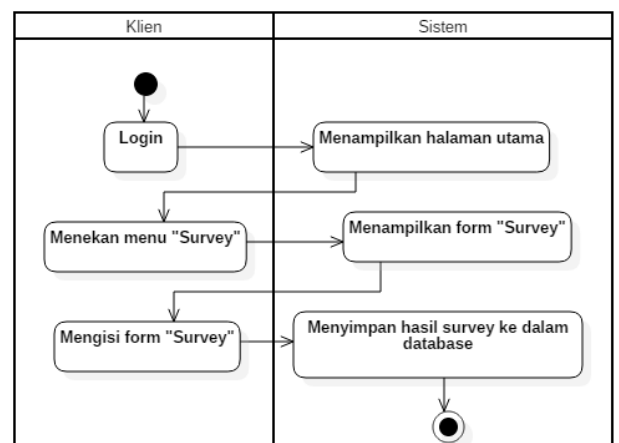 Klien
Sistem
Login
Menampilkan halaman utama
Menekan menu "Survey"
Menampilkan form "Survey"
Mengisi form "Survey"
Menyimpan hasil survey ke dalam
database